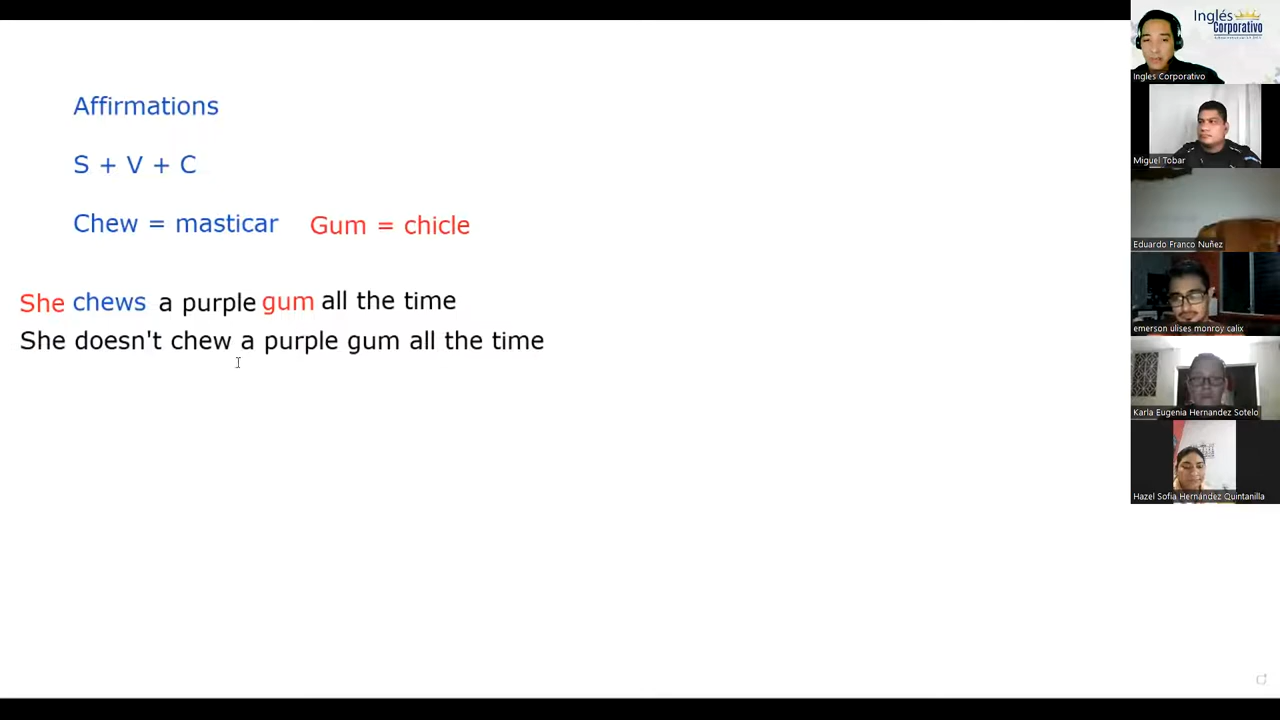 Affirmations
S + V + C
Chew = masticar Gum = chicle
She chews a purple gum all the time
She doesn't chew a purple gum all the time
Inglés
Corporativo
Ingles Corporativo
Miguel Tobar
Eduardo Franco Nuñez
emerson ulises monroy calix
Karla Eugenia Hernandez Sotelo
Hazel Sofia Hernández Quintanilla